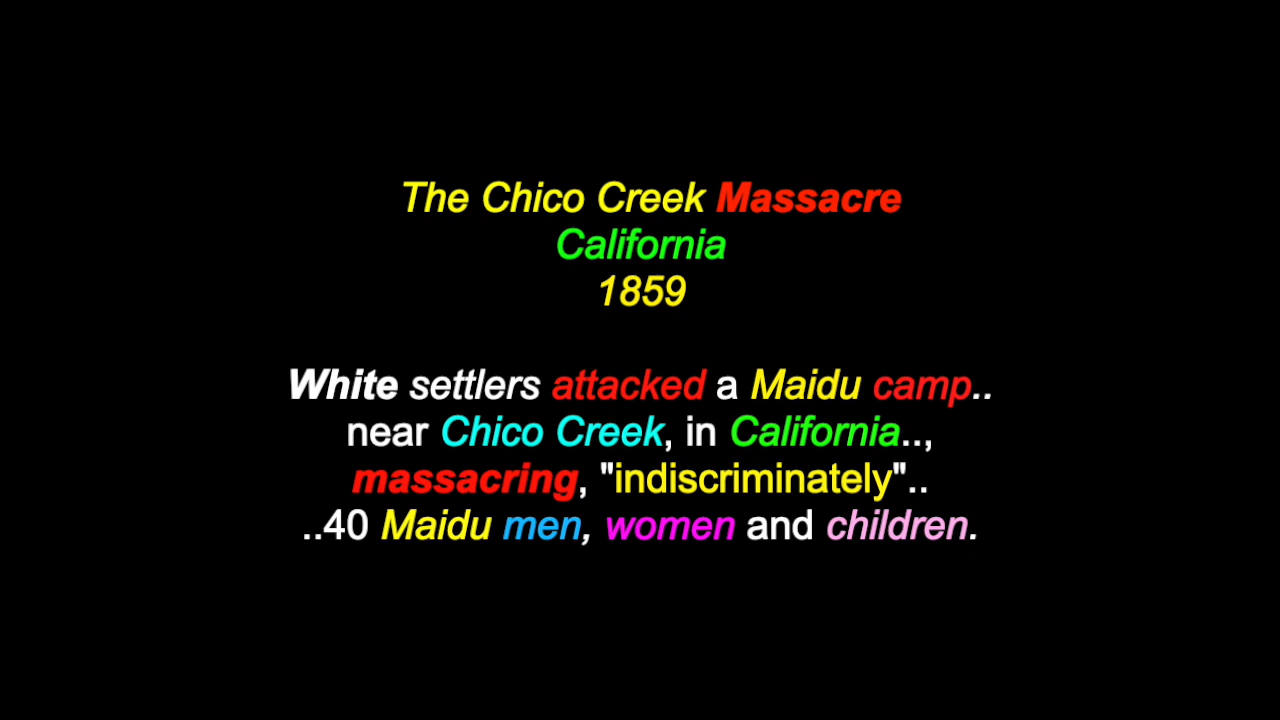 The Chico Creek Massacre
California
1859
White settlers attacked a Maidu camp..
near Chico Creek, in California..,
massacring, "indiscriminately"..
..40 Maidu men, women and children.